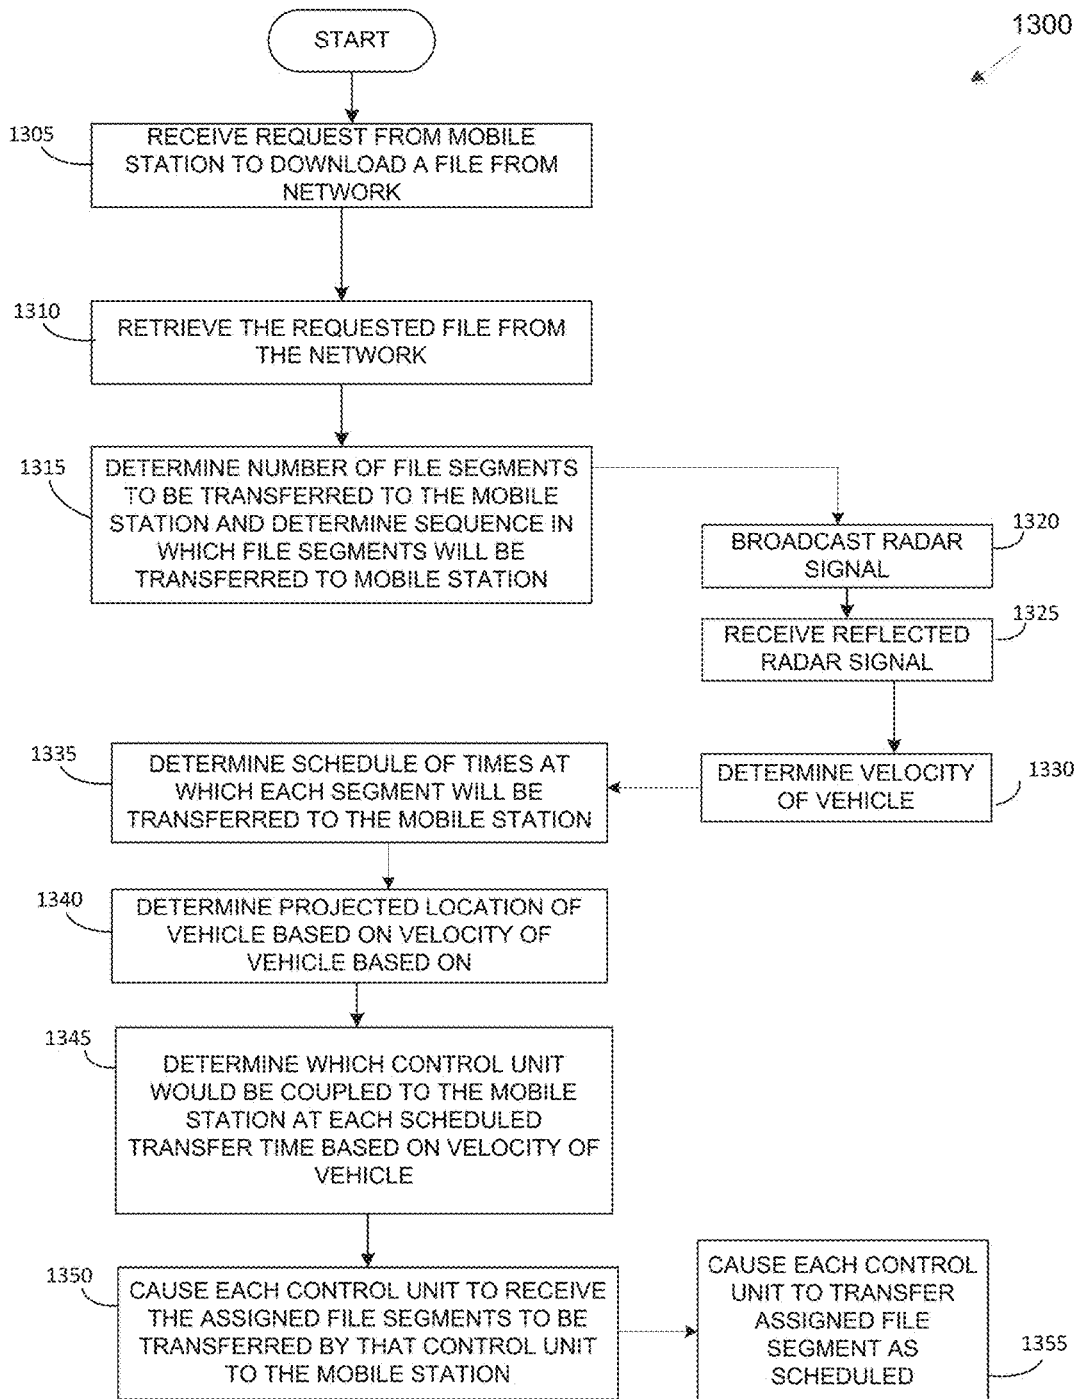 1300
START
1305
RECEIVE REQUEST FROM MOBILE
STATION TO DOWNLOAD A FILE FROM
NETWORK
1310
RETRIEVE THE REQUESTED FILE FROM
THE NETWORK
1315
DETERMINE NUMBER OF FILE SEGMENTS
TO BE TRANSFERRED TO THE MOBILE
STATION AND DETERMINE SEQUENCE IN
WHICH FILE SEGMENTS WILL BE
TRANSFERRED TO MOBILE STATION
1320
BROADCAST RADAR
SIGNAL
1325
RECEIVE REFLECTED
RADAR SIGNAL
1330
DETERMINE VELOCITY
OF VEHICLE
1335
DETERMINE SCHEDULE OF TIMES AT
WHICH EACH SEGMENT WILL BE
TRANSFERRED TO THE MOBILE STATION
1340
DETERMINE PROJECTED LOCATION OF
VEHICLE BASED ON VELOCITY OF
VEHICLE BASED ON
1345
DETERMINE WHICH CONTROL UNIT
WOULD BE COUPLED TO THE MOBILE
STATION AT EACH SCHEDULED
TRANSFER TIME BASED ON VELOCITY OF
VEHICLE
1350
CAUSE EACH CONTROL UNIT TO RECEIVE
THE ASSIGNED FILE SEGMENTS TO BE
TRANSFERRED BY THAT CONTROL UNIT
TO THE MOBILE STATION
CAUSE EACH CONTROL
UNIT TO TRANSFER
ASSIGNED FILE
SEGMENT AS
SCHEDULED
1355